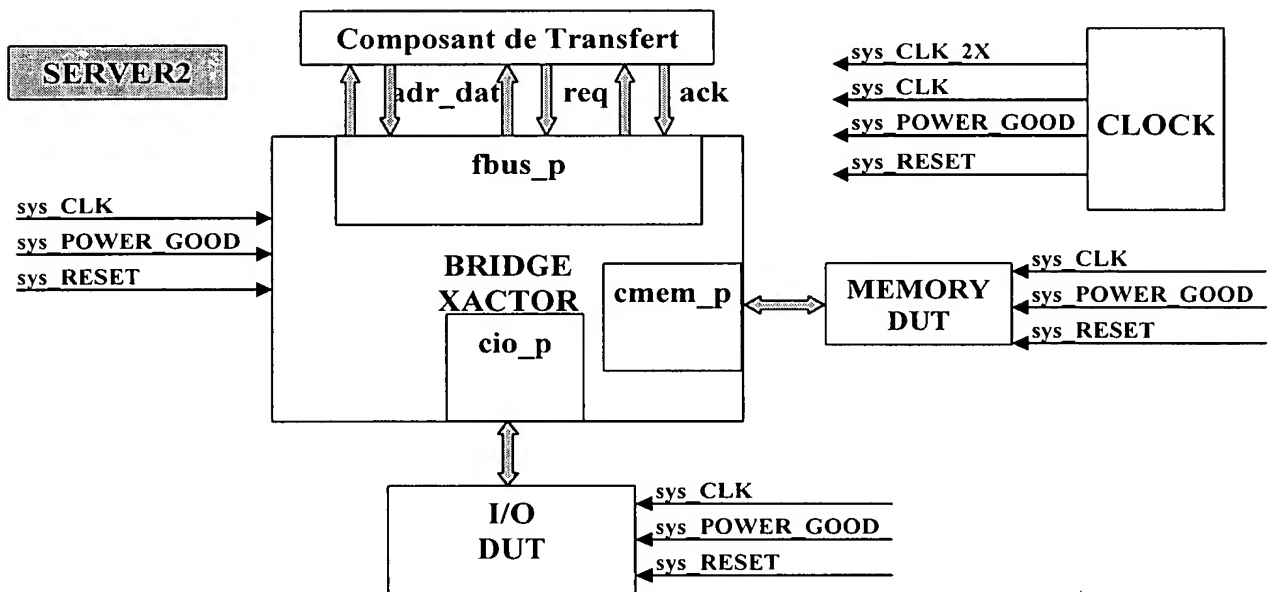 Composant de Transfert
SERVER2
adr_dat req ack
sys_CLK_2X
sys_CLK
sys_POWER_GOOD
sys_RESET
CLOCK
fbus_p
sys_CLK
sys_POWER_GOOD
sys_RESET
BRIDGE
XACTOR
cmem_p
cio_p
MEMORY
DUT
sys_CLK
sys_POWER_GOOD
sys_RESET
I/O
DUT
sys_CLK
sys_POWER_GOOD
sys_RESET